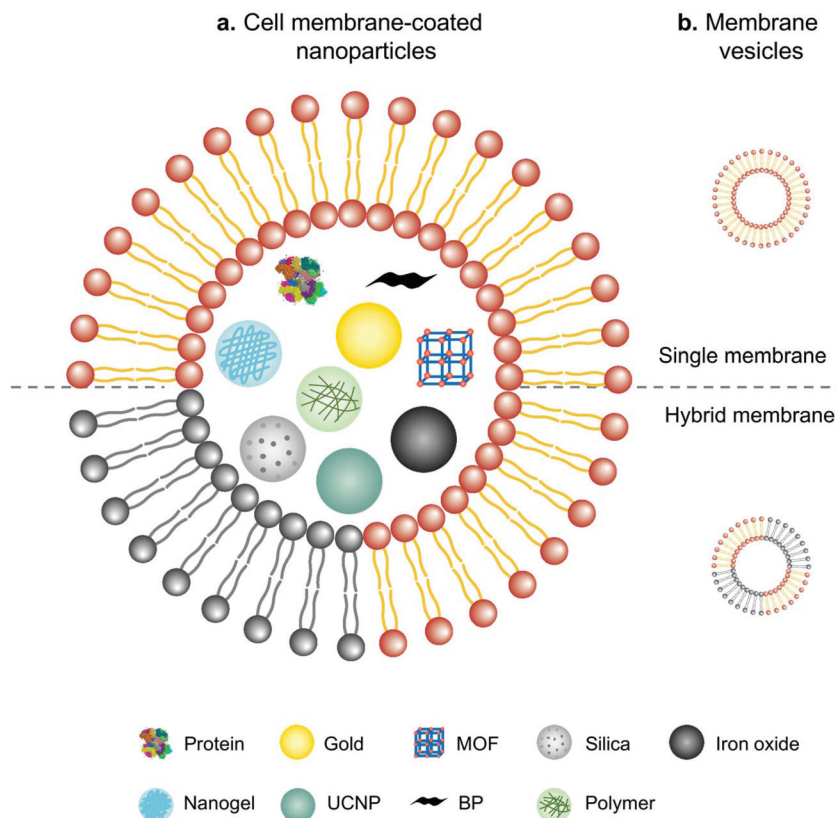 a. Cell membrane-coated
nanoparticles
b. Membrane
vesicles
Single membrane
Hybrid membrane
Protein
Gold
MOF
Silica
Iron oxide
Nanogel
UCNP
BP
Polymer